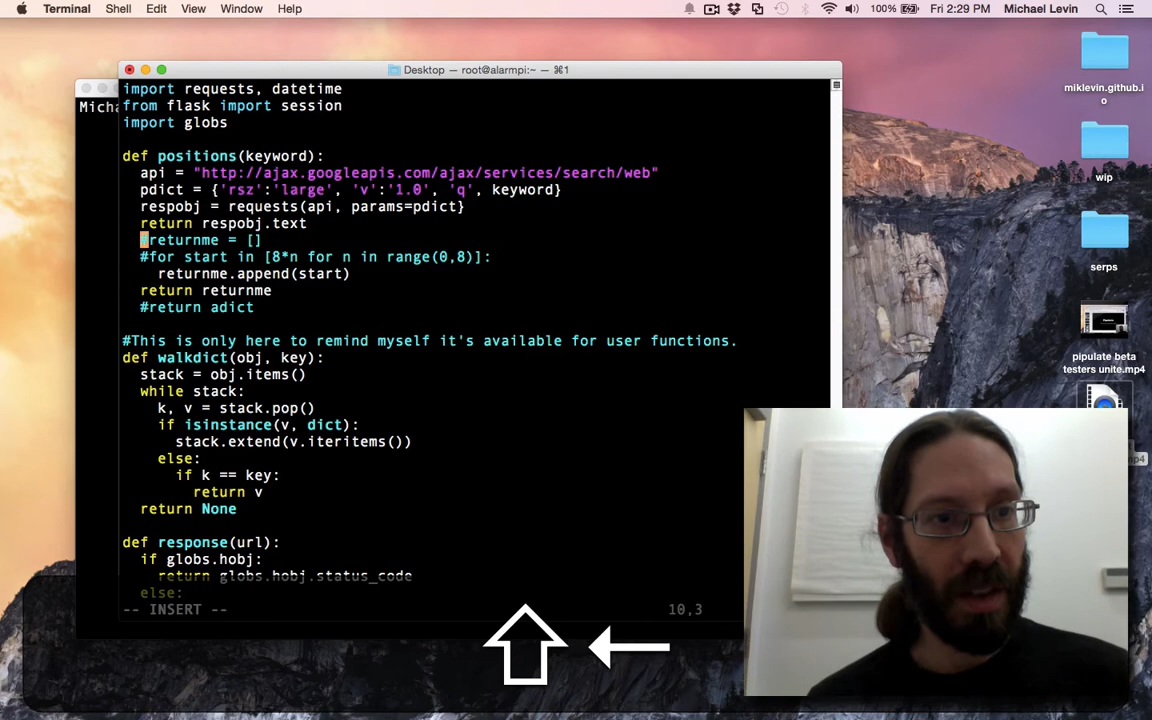 Terminal Shell Edit View Window Help 100% Fri 2:29 PM Michael Levin
Desktop — root@alarmpi:~ — ⌘1
Micha
import requests, datetime
from flask import session
import globs
def positions(keyword):
api = "http://ajax.googleapis.com/ajax/services/search/web"
pdict = {'rsz':'large', 'v':'1.0', 'q', keyword}
respobj = requests(api, params=pdict}
return respobj.text
#returnme = []
#for start in [8*n for n in range(0,8)]:
returnme.append(start)
return returnme
#return adict
#This is only here to remind myself it's available for user functions.
def walkdict(obj, key):
stack = obj.items()
while stack:
k, v = stack.pop()
if isinstance(v, dict):
stack.extend(v.iteritems())
else:
if k == key:
return v
return None
def response(url):
if globs.hobj:
return globs.hobj.status_code
else:
-- INSERT -- 10,3
miklevin.github.i
o
wip
serps
pipulate beta
testers unite.mp4
mp4